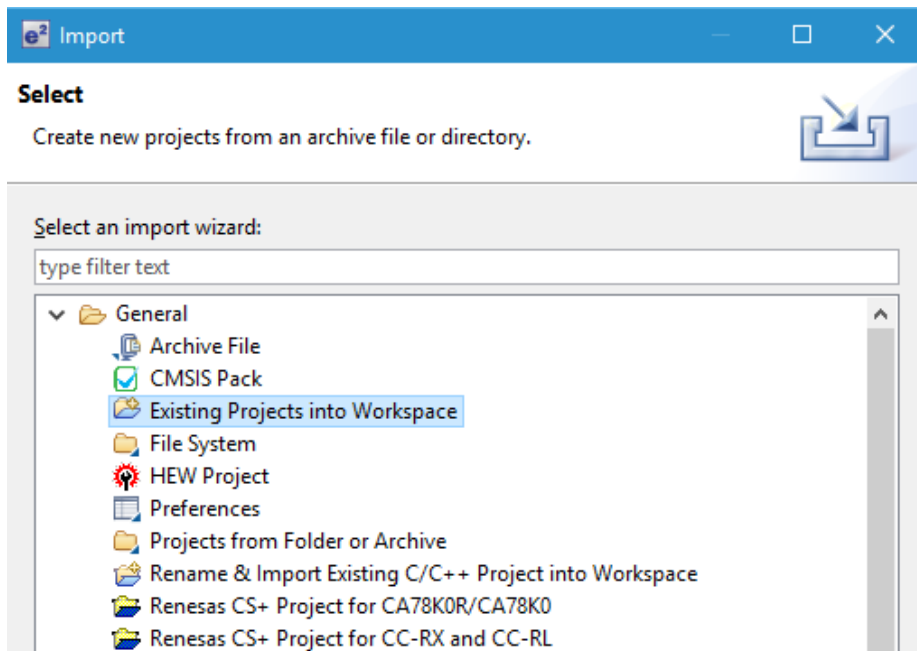 e² Import
Select
Create new projects from an archive file or directory.
Select an import wizard:
type filter text
General
Archive File
CMSIS Pack
Existing Projects into Workspace
File System
HEW Project
Preferences
Projects from Folder or Archive
Rename & Import Existing C/C++ Project into Workspace
Renesas CS+ Project for CA78K0R/CA78K0
Renesas CS+ Project for CC-RX and CC-RL